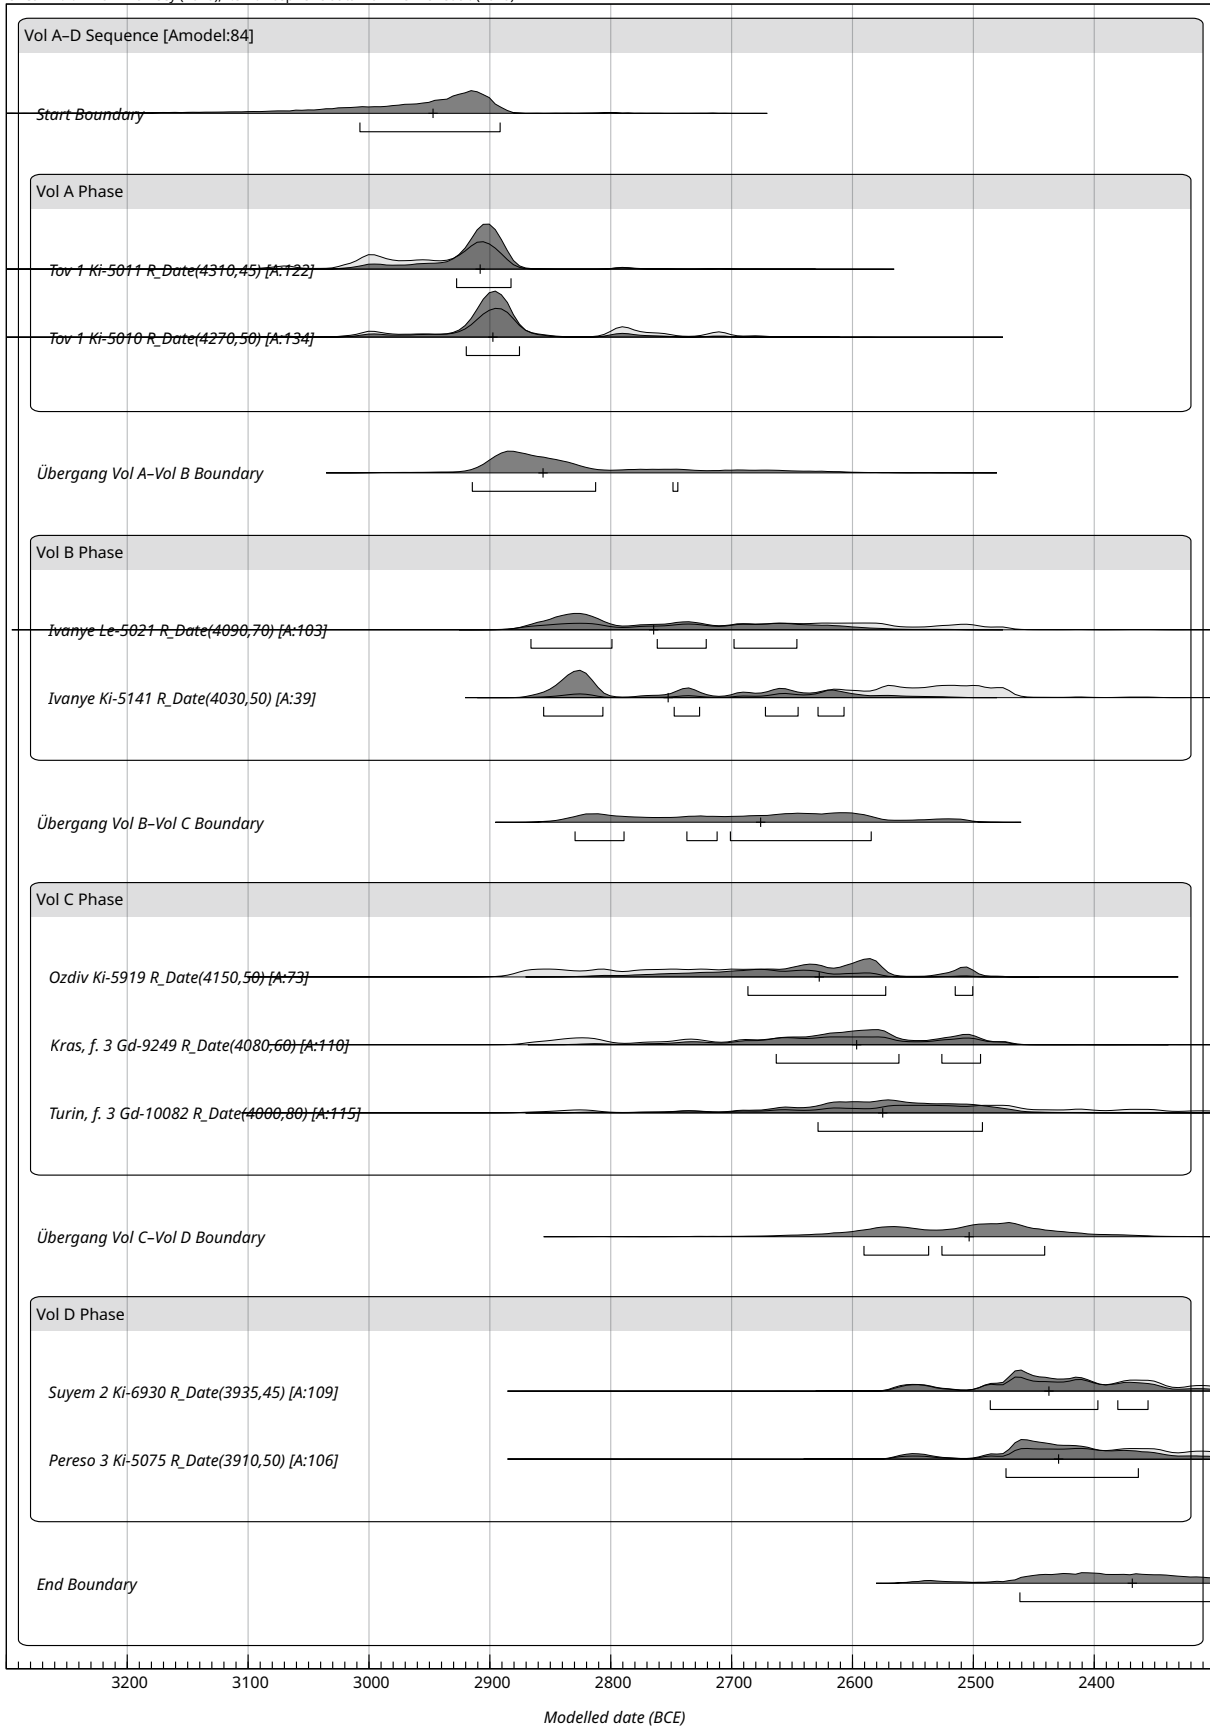 Vol A–D Sequence [Amodel:84]
Start Boundary
Vol A Phase
Tov 1 Ki-5011 R_Date(4310,45) [A:122]
Tov 1 Ki-5010 R_Date(4270,50) [A:134]
Übergang Vol A–Vol B Boundary
Vol B Phase
Ivanye Le-5021 R_Date(4090,70) [A:103]
Ivanye Ki-5141 R_Date(4030,50) [A:39]
Übergang Vol B–Vol C Boundary
Vol C Phase
Ozdiv Ki-5919 R_Date(4150,50) [A:73]
Kras, f. 3 Gd-9249 R_Date(4080,60) [A:110]
Turin, f. 3 Gd-10082 R_Date(4000,80) [A:115]
Übergang Vol C–Vol D Boundary
Vol D Phase
Suyem 2 Ki-6930 R_Date(3935,45) [A:109]
Pereso 3 Ki-5075 R_Date(3910,50) [A:106]
End Boundary
3200 3100 3000 2900 2800 2700 2600 2500 2400
Modelled date (BCE)